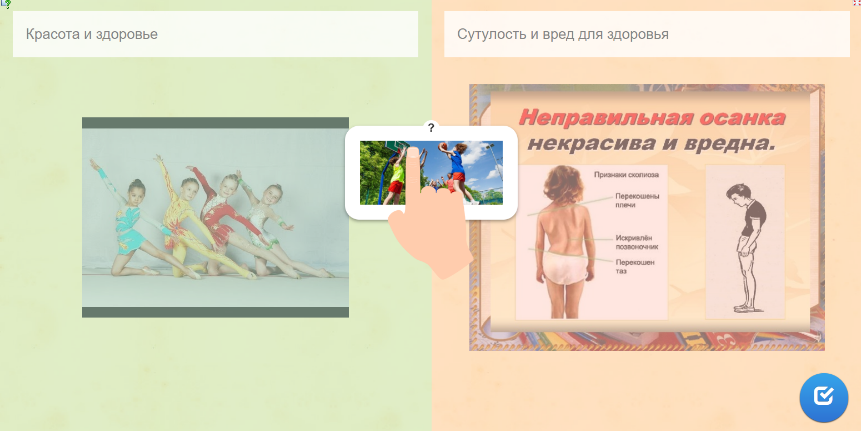 Красота и здоровье
Сутулость и вред для здоровья
?
Неправильная осанка
некрасива и вредна.
Признаки сколиоза
Перекошены
плечи
Искривлён
позвоночник
Перекошен
таз